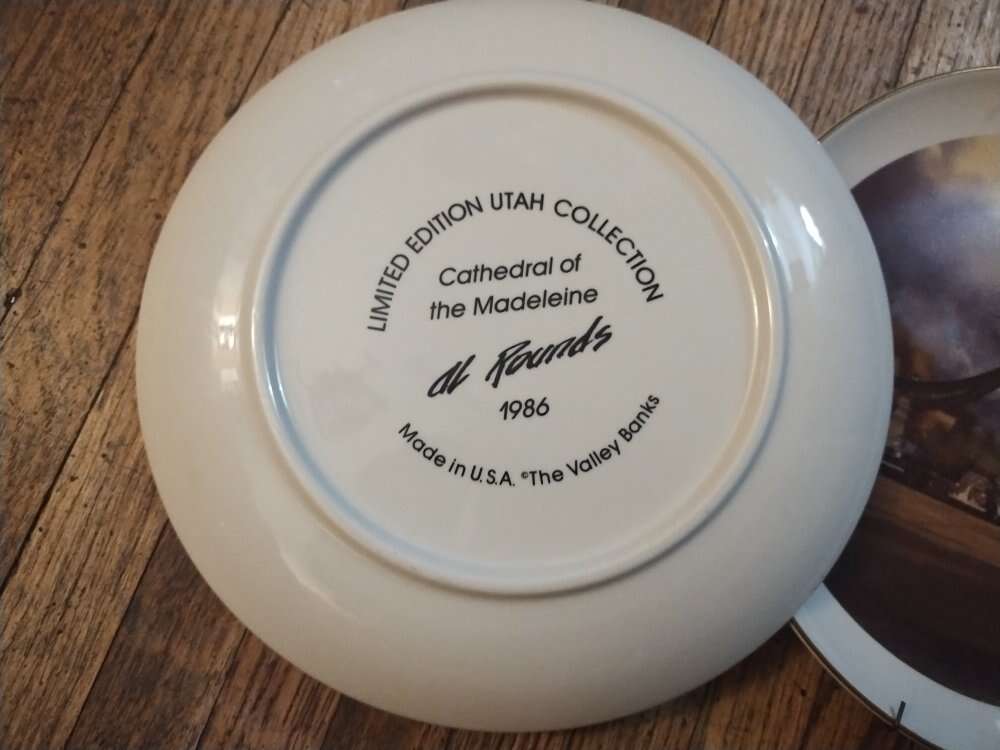 LIMITED EDITION UTAH COLLECTION
Cathedral of
the Madeleine
Al Rounds
1986
Made in U.S.A. ©The Valley Banks